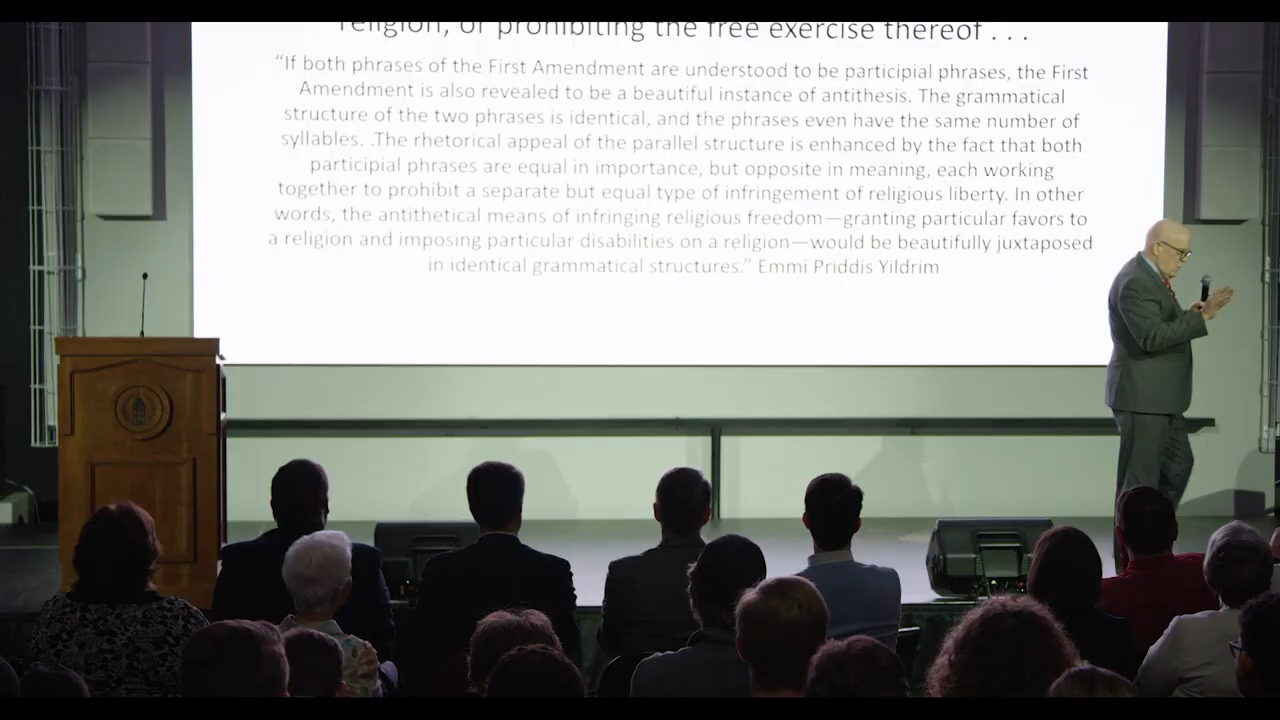 religion, or prohibiting the free exercise thereof . . .
“If both phrases of the First Amendment are understood to be participial phrases, the First
Amendment is also revealed to be a beautiful instance of antithesis. The grammatical
structure of the two phrases is identical, and the phrases even have the same number of
syllables. .The rhetorical appeal of the parallel structure is enhanced by the fact that both
participial phrases are equal in importance, but opposite in meaning, each working
together to prohibit a separate but equal type of infringement of religious liberty. In other
words, the antithetical means of infringing religious freedom—granting particular favors to
a religion and imposing particular disabilities on a religion—would be beautifully juxtaposed
in identical grammatical structures.” Emmi Priddis Yildrim